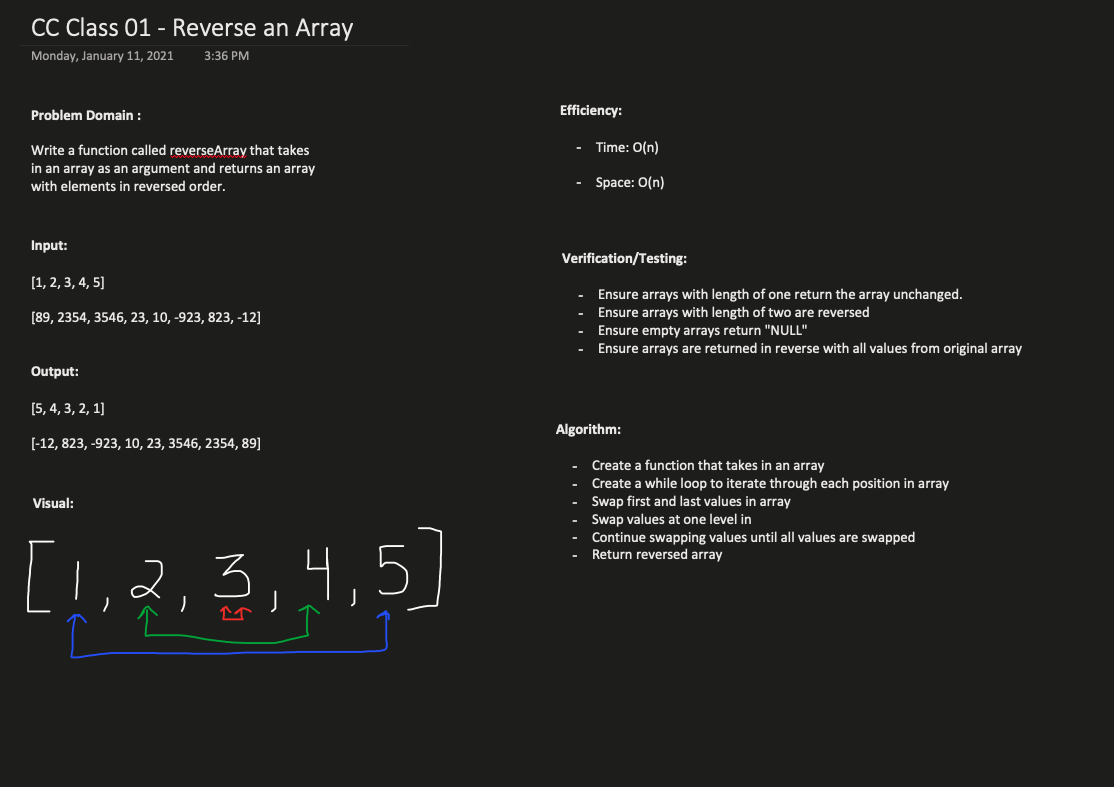 CC Class 01 - Reverse an Array
Monday, January 11, 2021 3:36 PM
Problem Domain :
Write a function called reverseArray that takes
in an array as an argument and returns an array
with elements in reversed order.
Input:
[1, 2, 3, 4, 5]
[89, 2354, 3546, 23, 10, -923, 823, -12]
Output:
[5, 4, 3, 2, 1]
[-12, 823, -923, 10, 23, 3546, 2354, 89]
Visual:
[1, 2, 3, 4, 5]
Efficiency:
- Time: O(n)
- Space: O(n)
Verification/Testing:
- Ensure arrays with length of one return the array unchanged.
- Ensure arrays with length of two are reversed
- Ensure empty arrays return "NULL"
- Ensure arrays are returned in reverse with all values from original array
Algorithm:
- Create a function that takes in an array
- Create a while loop to iterate through each position in array
- Swap first and last values in array
- Swap values at one level in
- Continue swapping values until all values are swapped
- Return reversed array